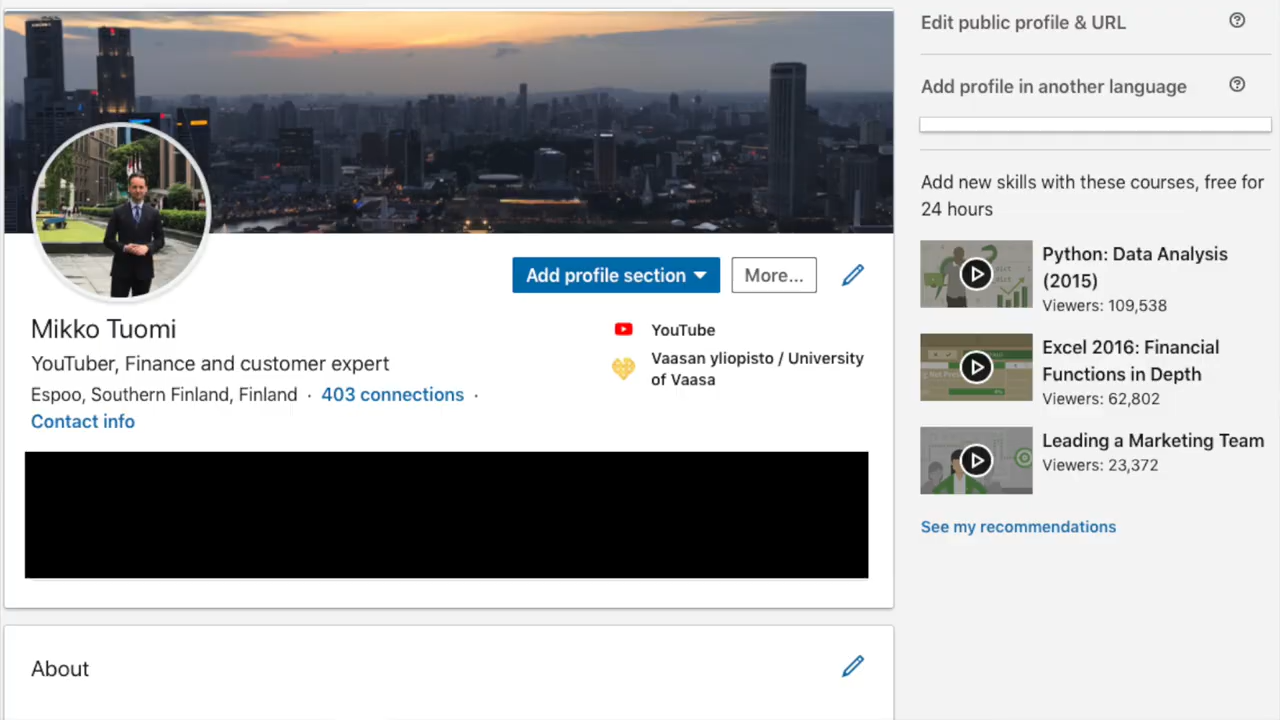 Edit public profile & URL
Add profile in another language
Add profile section
More...
Mikko Tuomi
YouTuber, Finance and customer expert
Espoo, Southern Finland, Finland · 403 connections ·
Contact info
YouTube
Vaasan yliopisto / University
of Vaasa
About
Add new skills with these courses, free for
24 hours
Python: Data Analysis
(2015)
Viewers: 109,538
Excel 2016: Financial
Functions in Depth
Viewers: 62,802
Leading a Marketing Team
Viewers: 23,372
See my recommendations